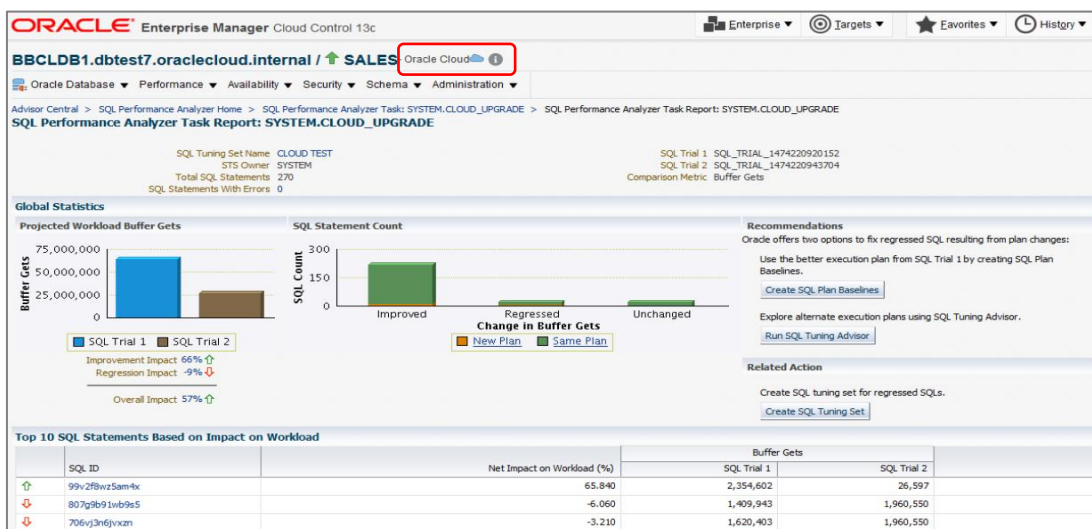 ORACLE Enterprise Manager Cloud Control 13c
Enterprise ▼ Targets ▼ Favorites ▼ History ▼
BBCLDB1.dbtest7.oraclecloud.internal / SALES Oracle Cloud
Oracle Database ▼ Performance ▼ Availability ▼ Security ▼ Schema ▼ Administration ▼
Advisor Central > SQL Performance Analyzer Home > SQL Performance Analyzer Task: SYSTEM.CLOUD_UPGRADE > SQL Performance Analyzer Task Report: SYSTEM.CLOUD_UPGRADE
SQL Performance Analyzer Task Report: SYSTEM.CLOUD_UPGRADE
SQL Tuning Set Name CLOUD TEST
STS Owner SYSTEM
Total SQL Statements 270
SQL Statements With Errors 0
SQL Trial 1 SQL_TRIAL_1474220920152
SQL Trial 2 SQL_TRIAL_1474220943704
Comparison Metric Buffer Gets
Global Statistics
Projected Workload Buffer Gets
Buffer Gets
75,000,000
50,000,000
25,000,000
0
SQL Trial 1 SQL Trial 2
Improvement Impact 66%
Regression Impact -9%
Overall Impact 57%
SQL Statement Count
SQL Count
300
150
0
Improved Regressed Unchanged
Change in Buffer Gets
New Plan Same Plan
Recommendations
Oracle offers two options to fix regressed SQL resulting from plan changes:
Use the better execution plan from SQL Trial 1 by creating SQL Plan
Baselines.
Create SQL Plan Baselines
Explore alternate execution plans using SQL Tuning Advisor.
Run SQL Tuning Advisor
Related Action
Create SQL tuning set for regressed SQLs.
Create SQL Tuning Set
Top 10 SQL Statements Based on Impact on Workload
Buffer Gets
SQL ID Net Impact on Workload (%) SQL Trial 1 SQL Trial 2
99v2f8wz5am4x 65.840 2,354,602 26,597
807g9b91wb9s5 -6.060 1,409,943 1,960,550
706vj3n6jvxzn -3.210 1,620,403 1,960,550